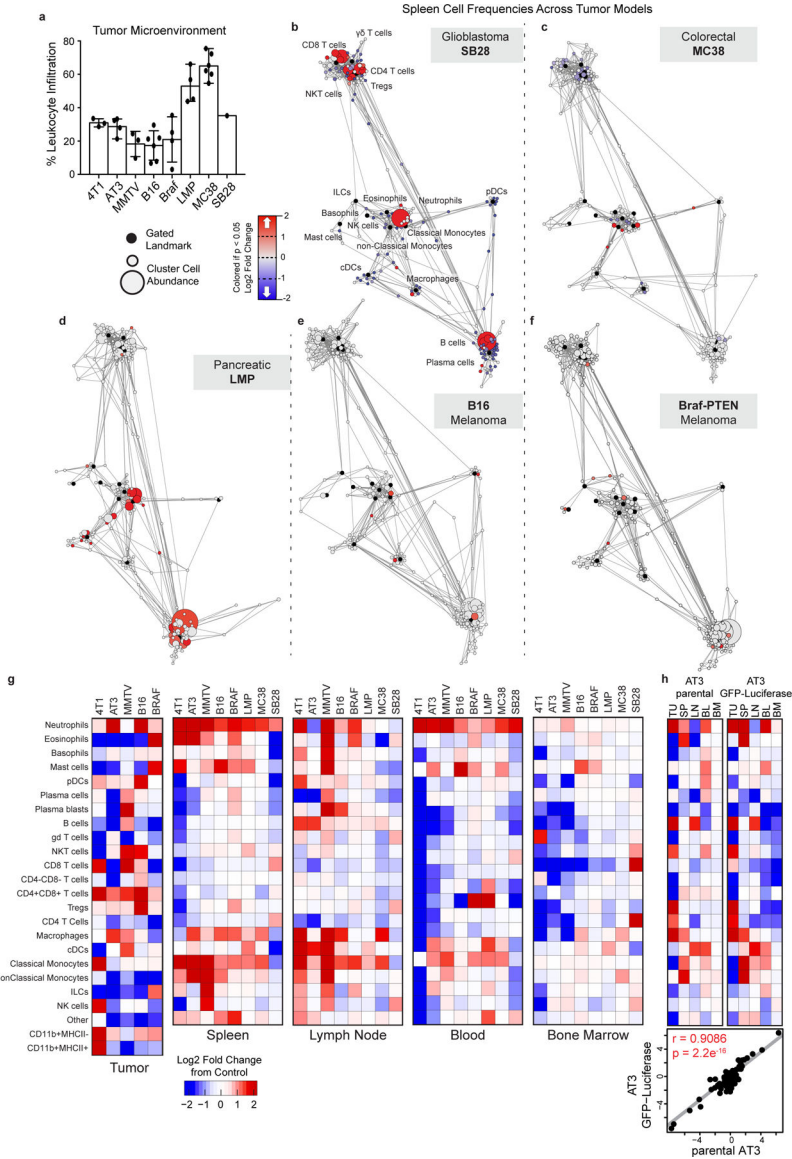 Spleen Cell Frequencies Across Tumor Models
a
Tumor Microenvironment
% Leukocyte Infiltration
80
60
40
20
0
4T1
AT3
MMTV
B16
Braf
LMP
MC38
SB28
Gated
Landmark
Cluster Cell
Abundance
Colored if p < 0.05
Log2 Fold Change
2
1
0
-1
-2
b
Glioblastoma
SB28
γδ T cells
CD8 T cells
CD4 T cells
Tregs
NKT cells
ILCs
Eosinophils
Neutrophils
pDCs
Basophils
NK cells
Classical Monocytes
Mast cells
non-Classical Monocytes
cDCs
Macrophages
B cells
Plasma cells
c
Colorectal
MC38
d
Pancreatic
LMP
e
B16
Melanoma
f
Braf-PTEN
Melanoma
g
4T1
AT3
MMTV
B16
BRAF
4T1
AT3
MMTV
B16
BRAF
LMP
MC38
SB28
4T1
AT3
MMTV
B16
BRAF
LMP
MC38
SB28
4T1
AT3
MMTV
B16
BRAF
LMP
MC38
SB28
4T1
AT3
MMTV
B16
BRAF
LMP
MC38
SB28
Neutrophils
Eosinophils
Basophils
Mast cells
pDCs
Plasma cells
Plasma blasts
B cells
gd T cells
NKT cells
CD8 T cells
CD4-CD8- T cells
CD4+CD8+ T cells
Tregs
CD4 T Cells
Macrophages
cDCs
Classical Monocytes
onClassical Monocytes
ILCs
NK cells
Other
CD11b+MHCII-
CD11b+MHCII+
Tumor
Spleen
Lymph Node
Blood
Bone Marrow
Log2 Fold Change
from Control
−2 −1 0 1 2
h
AT3
parental
AT3
GFP-Luciferase
TU
SP
LN
BL
BM
TU
SP
LN
BL
BM
r = 0.9086
p = 2.2e-16
AT3
GFP−Luciferase
4
0
−4
−4 0 4
parental AT3